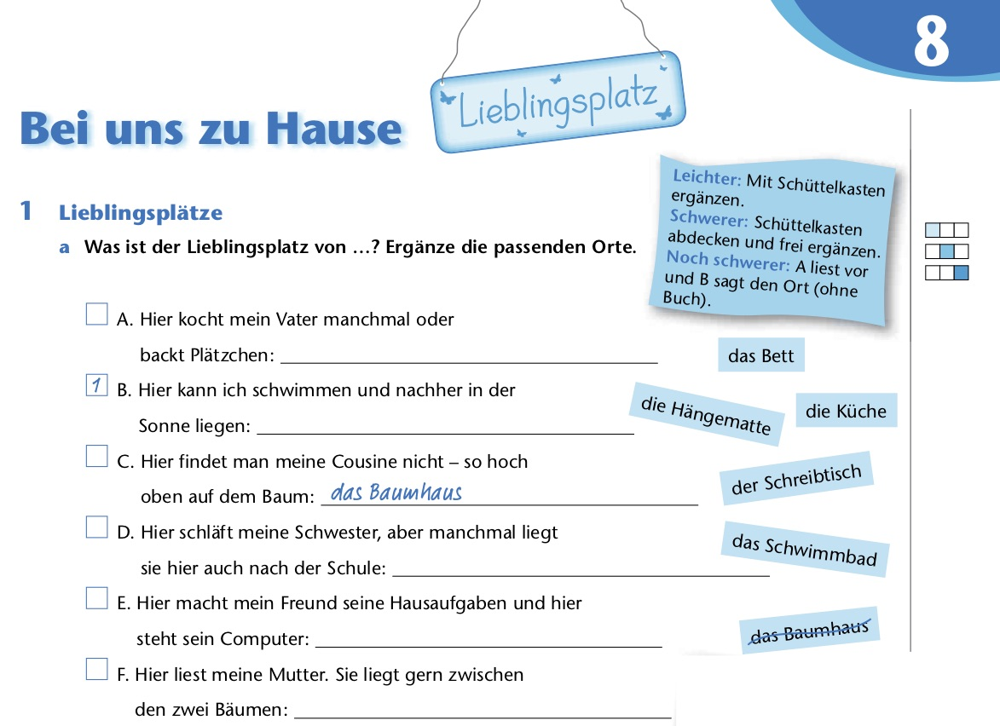 8
Lieblingsplatz
Bei uns zu Hause
Leichter: Mit Schüttelkasten
ergänzen.
Schwerer: Schüttelkasten
abdecken und frei ergänzen.
Noch schwerer: A liest vor
und B sagt den Ort (ohne
Buch).
1 Lieblingsplätze
a Was ist der Lieblingsplatz von …? Ergänze die passenden Orte.
A. Hier kocht mein Vater manchmal oder
backt Plätzchen:
1 B. Hier kann ich schwimmen und nachher in der
Sonne liegen:
C. Hier findet man meine Cousine nicht – so hoch
oben auf dem Baum: das Baumhaus
D. Hier schläft meine Schwester, aber manchmal liegt
sie hier auch nach der Schule:
E. Hier macht mein Freund seine Hausaufgaben und hier
steht sein Computer:
F. Hier liest meine Mutter. Sie liegt gern zwischen
den zwei Bäumen:
das Bett
die Hängematte
die Küche
der Schreibtisch
das Schwimmbad
das Baumhaus